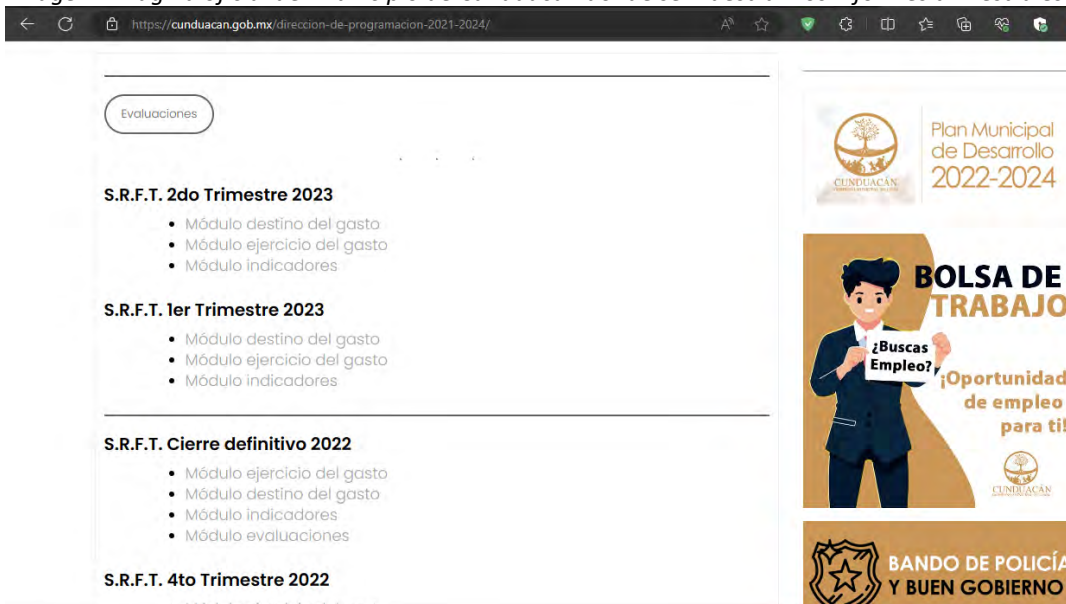 https://cunduacan.gob.mx/direccion-de-programacion-2021-2024/
Evaluaciones
S.R.F.T. 2do Trimestre 2023
• Módulo destino del gasto
• Módulo ejercicio del gasto
• Módulo indicadores
S.R.F.T. 1er Trimestre 2023
• Módulo destino del gasto
• Módulo ejercicio del gasto
• Módulo indicadores
S.R.F.T. Cierre definitivo 2022
• Módulo ejercicio del gasto
• Módulo destino del gasto
• Módulo indicadores
• Módulo evaluaciones
S.R.F.T. 4to Trimestre 2022
CUNDUACÁN
Plan Municipal
de Desarrollo
2022-2024
BOLSA DE
TRABAJO
¿Buscas
Empleo?
¡Oportunidad
de empleo
para ti!
CUNDUACÁN
BANDO DE POLICÍA
Y BUEN GOBIERNO